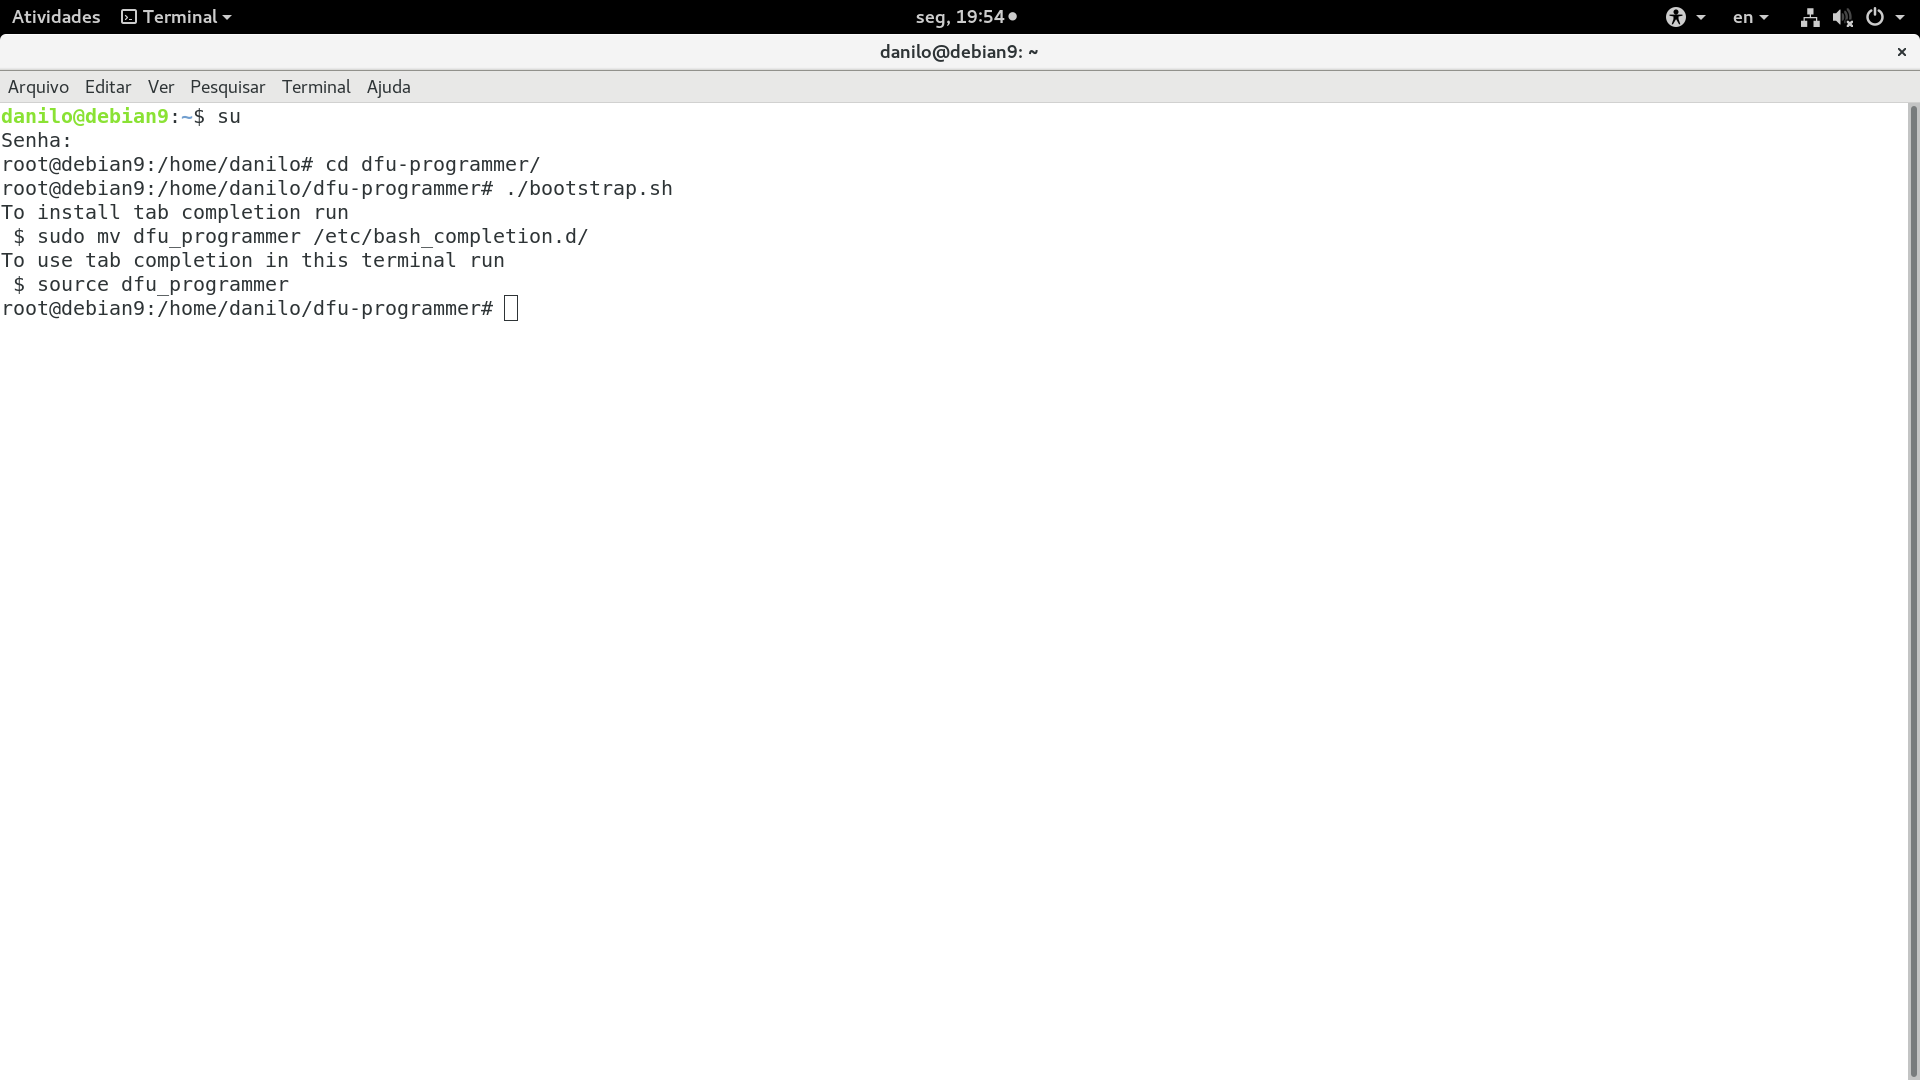 Atividades Terminal seg, 19:54 en
danilo@debian9: ~
Arquivo Editar Ver Pesquisar Terminal Ajuda
danilo@debian9:~$ su
Senha:
root@debian9:/home/danilo# cd dfu-programmer/
root@debian9:/home/danilo/dfu-programmer# ./bootstrap.sh
To install tab completion run
 $ sudo mv dfu_programmer /etc/bash_completion.d/
To use tab completion in this terminal run
 $ source dfu_programmer
root@debian9:/home/danilo/dfu-programmer#